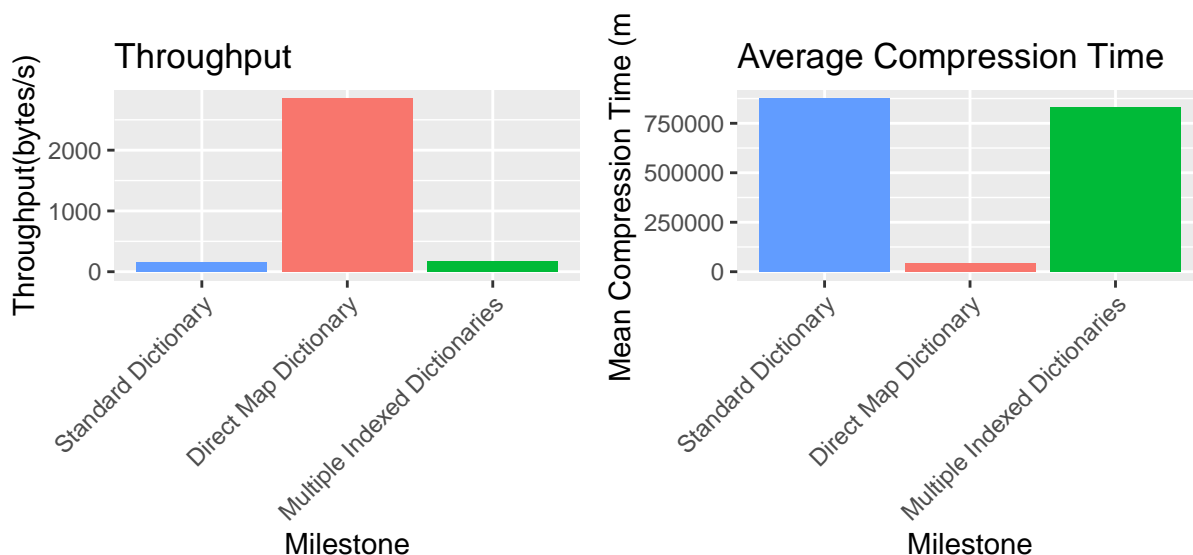 Throughput
Throughput(bytes/s)
2000
1000
0
Standard Dictionary
Direct Map Dictionary
Multiple Indexed Dictionaries
Milestone
Average Compression Time
Mean Compression Time (m
750000
500000
250000
0
Standard Dictionary
Direct Map Dictionary
Multiple Indexed Dictionaries
Milestone